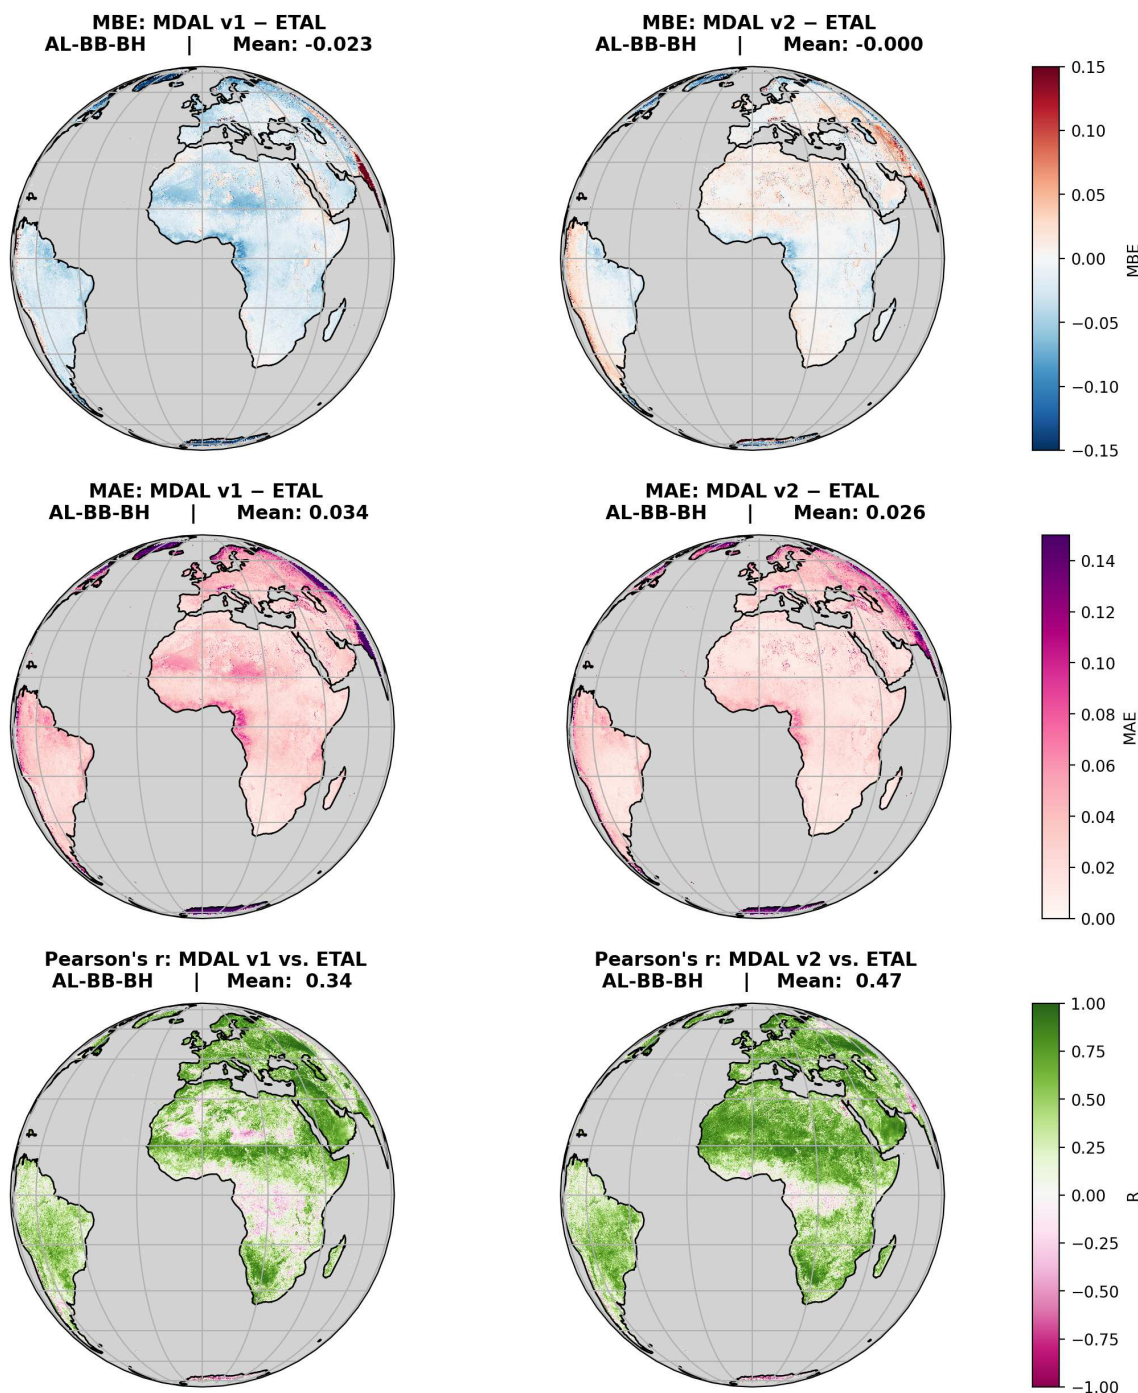 MBE: MDAL v1 − ETAL
AL-BB-BH | Mean: -0.023
MBE: MDAL v2 − ETAL
AL-BB-BH | Mean: -0.000
0.15
0.10
0.05
0.00
−0.05
−0.10
−0.15
MBE
MAE: MDAL v1 − ETAL
AL-BB-BH | Mean: 0.034
MAE: MDAL v2 − ETAL
AL-BB-BH | Mean: 0.026
0.14
0.12
0.10
0.08
0.06
0.04
0.02
0.00
MAE
Pearson's r: MDAL v1 vs. ETAL
AL-BB-BH | Mean: 0.34
Pearson's r: MDAL v2 vs. ETAL
AL-BB-BH | Mean: 0.47
1.00
0.75
0.50
0.25
0.00
−0.25
−0.50
−0.75
−1.00
R